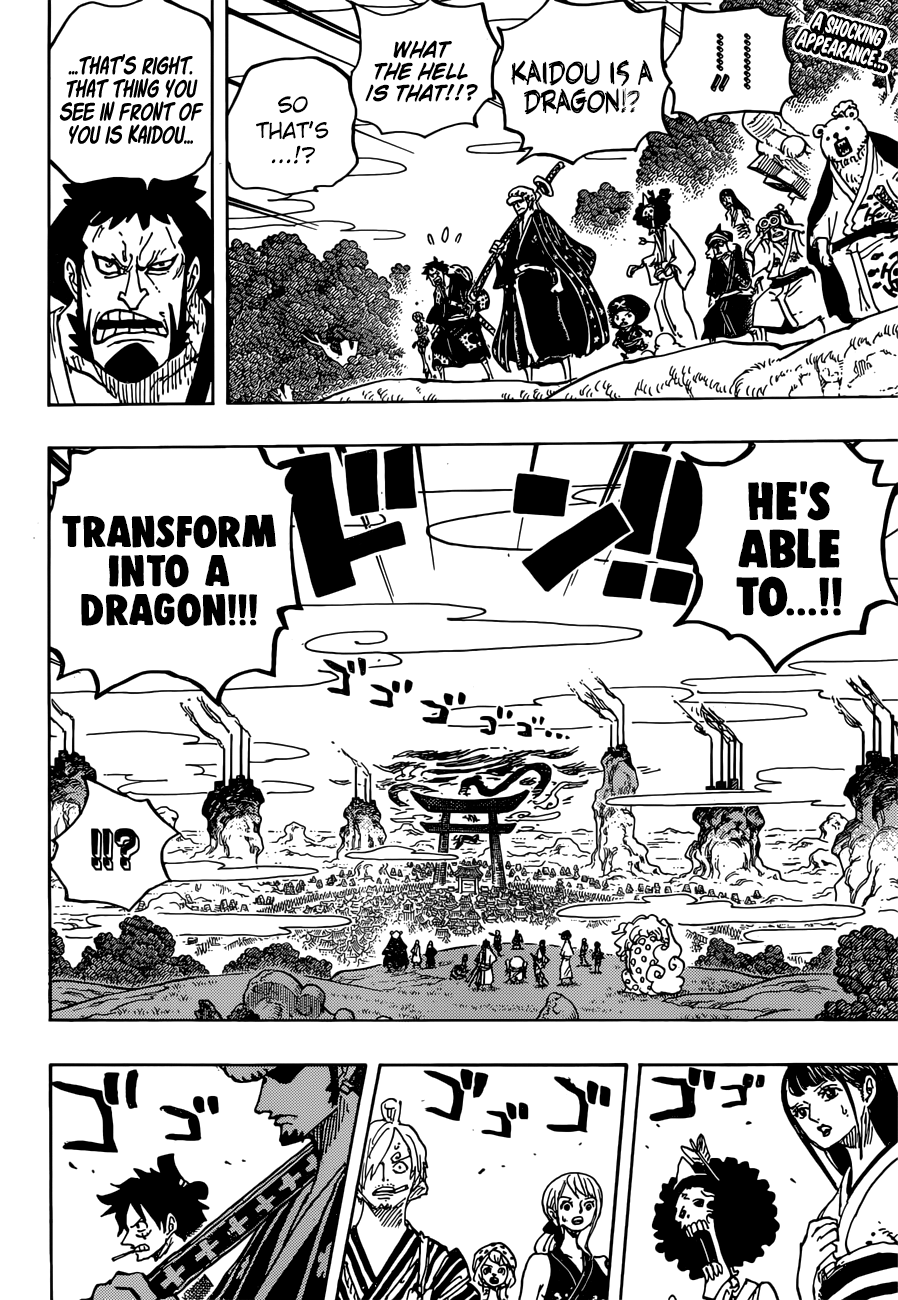 A SHOCKING
APPEARANCE...
.........!!
KAIDOU IS A
DRAGON!?
WHAT
THE HELL
IS THAT!!?
SO
THAT'S
...!?
...THAT'S RIGHT.
THAT THING YOU
SEE IN FRONT OF
YOU IS KAIDOU...
HE'S
ABLE
TO...!!
ドン!!
TRANSFORM
INTO A
DRAGON!!!
ゴゴゴゴゴ...
!!?
ゴゴゴ
ゴゴゴ
ゴゴ